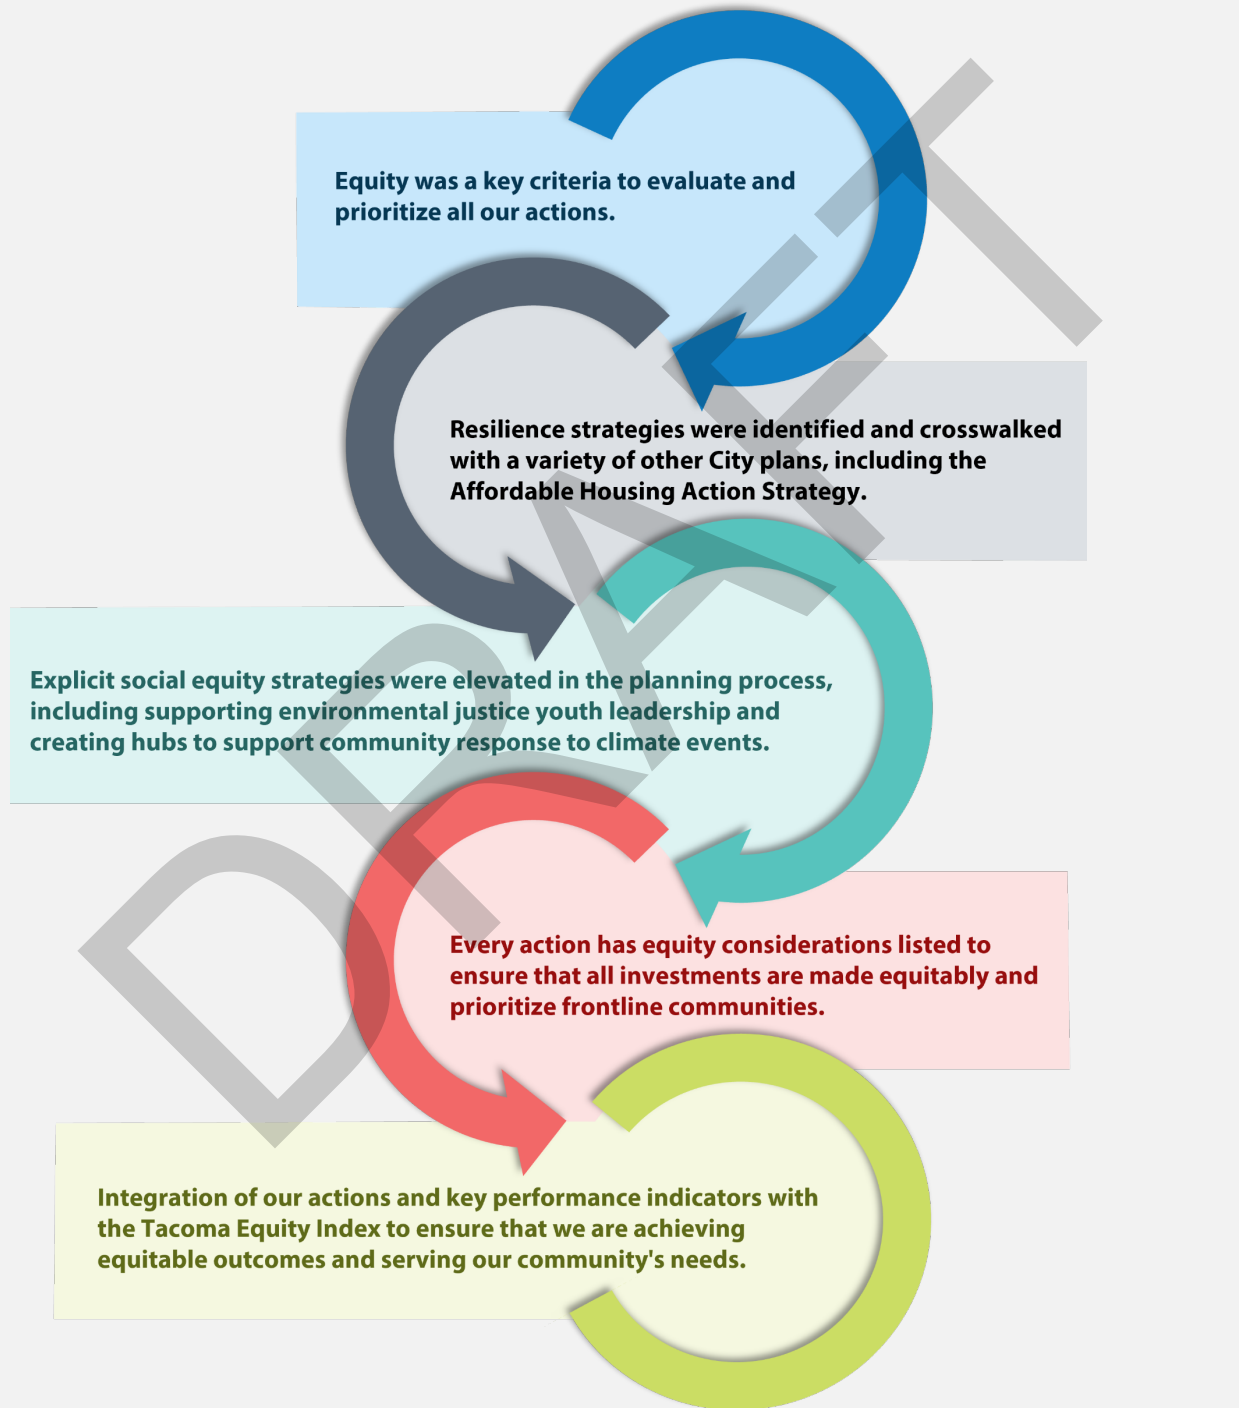 Equity was a key criteria to evaluate and
prioritize all our actions.
Resilience strategies were identified and crosswalked
with a variety of other City plans, including the
Affordable Housing Action Strategy.
Explicit social equity strategies were elevated in the planning process,
including supporting environmental justice youth leadership and
creating hubs to support community response to climate events.
Every action has equity considerations listed to
ensure that all investments are made equitably and
prioritize frontline communities.
Integration of our actions and key performance indicators with
the Tacoma Equity Index to ensure that we are achieving
equitable outcomes and serving our community's needs.
DRAFT